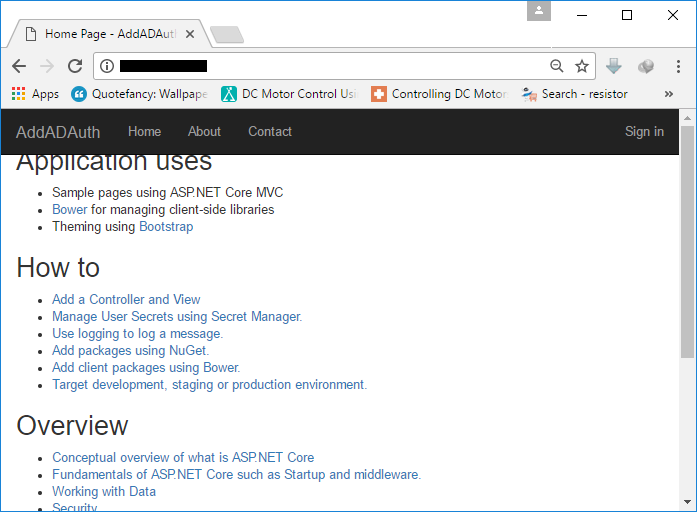 Home Page - AddADAuth
Apps Quotefancy: Wallpape DC Motor Control Usi Controlling DC Motor Search - resistor »
AddADAuth Home About Contact Sign in
Application uses
• Sample pages using ASP.NET Core MVC
• Bower for managing client-side libraries
• Theming using Bootstrap
How to
• Add a Controller and View
• Manage User Secrets using Secret Manager.
• Use logging to log a message.
• Add packages using NuGet.
• Add client packages using Bower.
• Target development, staging or production environment.
Overview
• Conceptual overview of what is ASP.NET Core
• Fundamentals of ASP.NET Core such as Startup and middleware.
• Working with Data
• Security